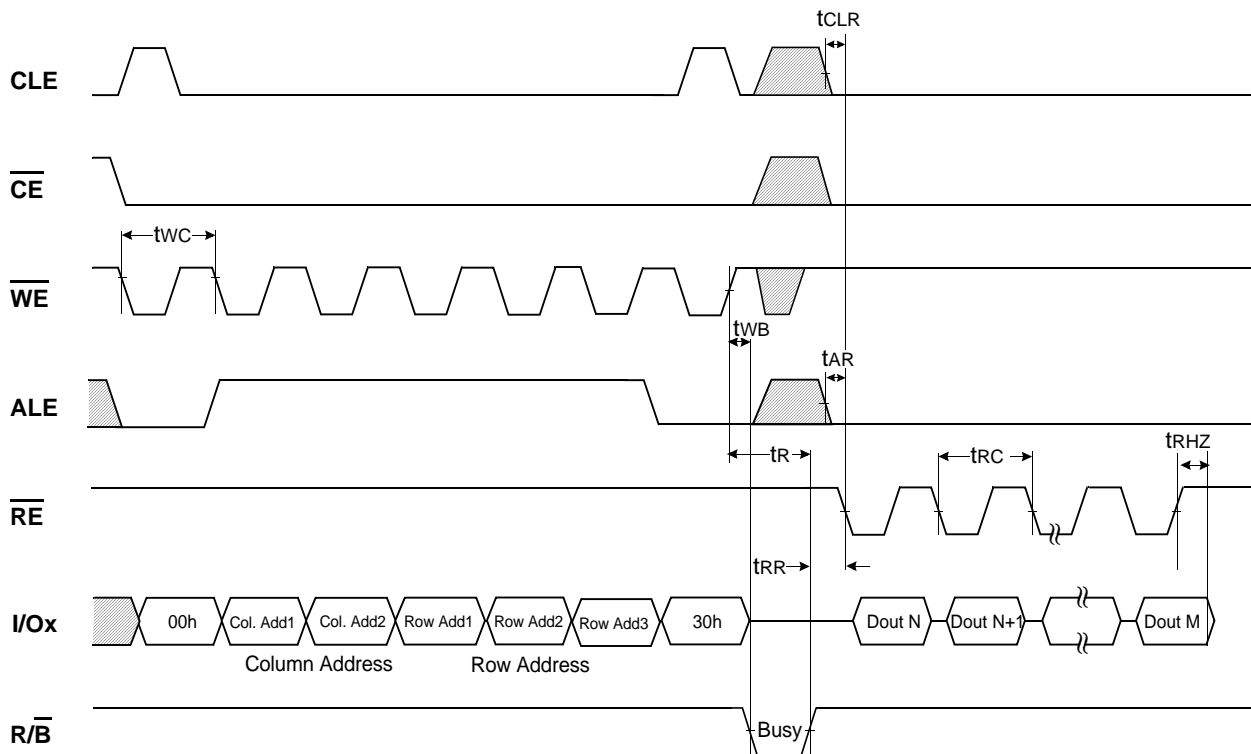 tCLR
CLE
CE
tWC
WE
tWB
tAR
ALE
tR
tRC
tRHZ
RE
tRR
I/Ox
00h
Col. Add1
Col. Add2
Row Add1
Row Add2
Row Add3
30h
Dout N
Dout N+1
Dout M
Column Address
Row Address
R/B
Busy